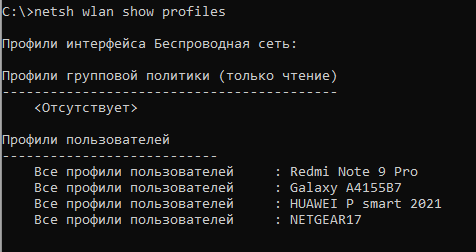 C:\>netsh wlan show profiles
Профили интерфейса Беспроводная сеть:
Профили групповой политики (только чтение)
------------------------------------------
<Отсутствует>
Профили пользователей
---------------------------
Все профили пользователей : Redmi Note 9 Pro
Все профили пользователей : Galaxy A4155B7
Все профили пользователей : HUAWEI P smart 2021
Все профили пользователей : NETGEAR17